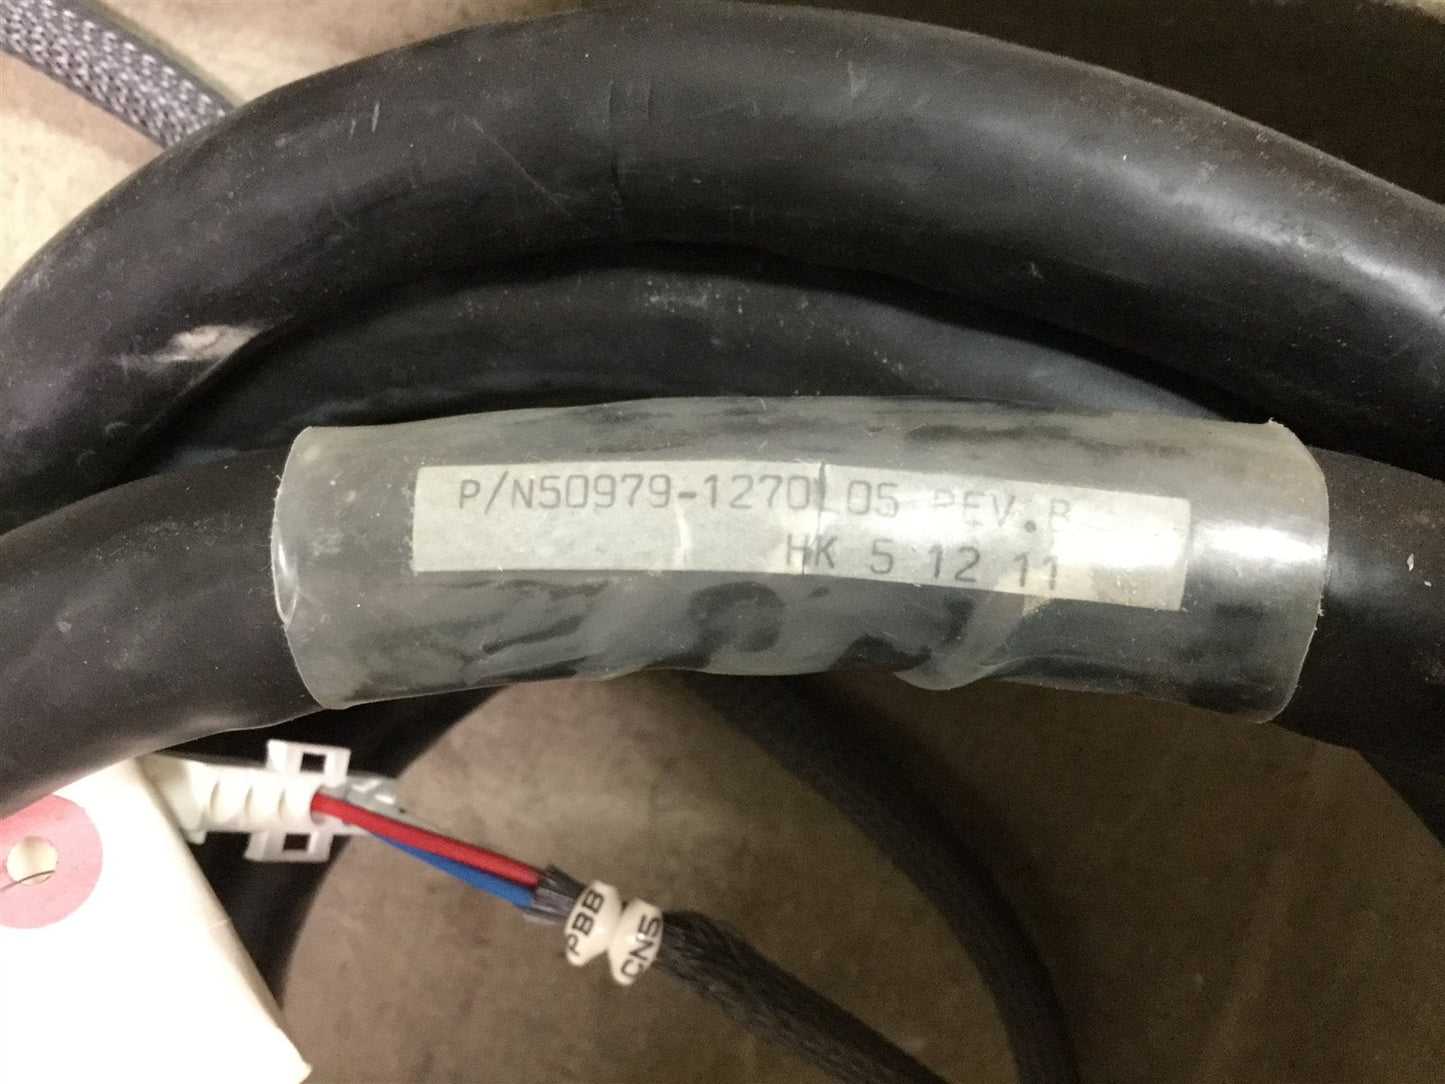 P/N50979-1270L05 REV.B
HK 5 12 11
PBB
CN5